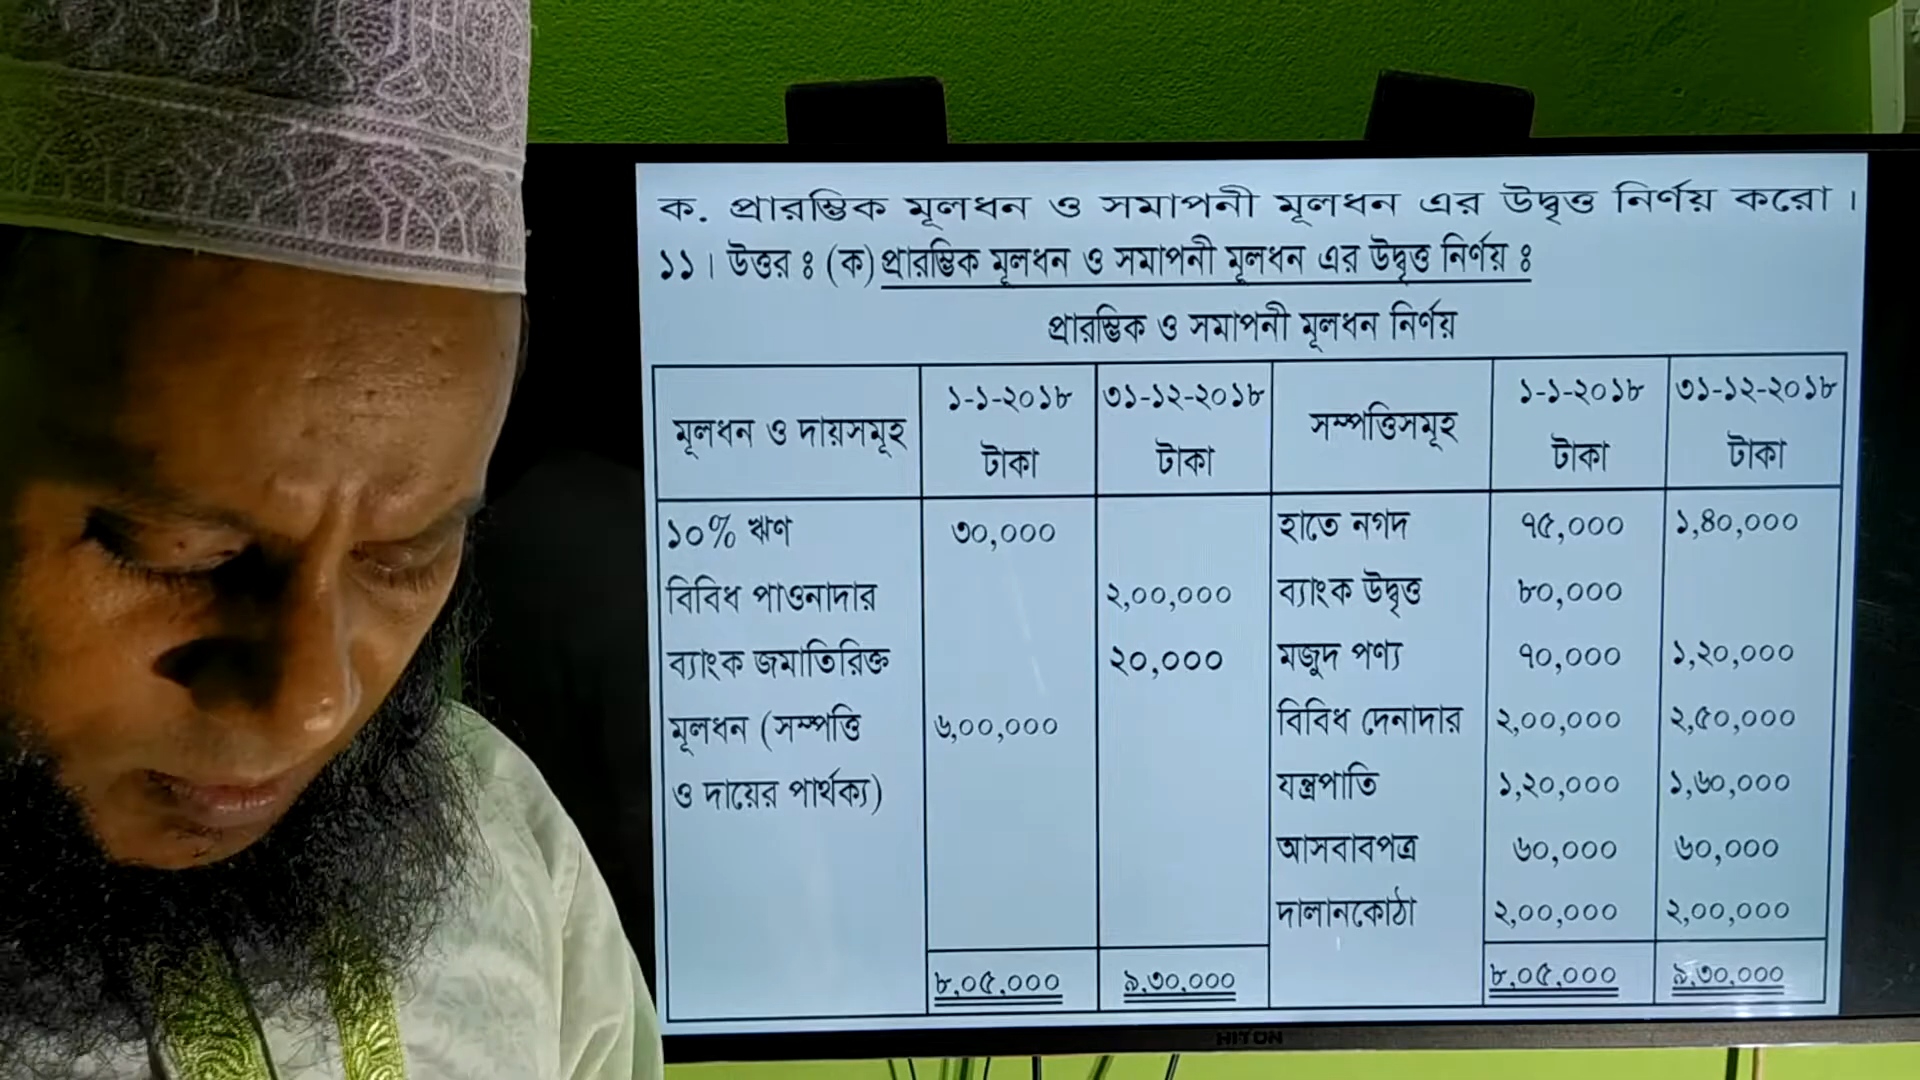 ক. প্রারম্ভিক মূলধন ও সমাপনী মূলধন এর উদ্বৃত্ত নির্ণয় করো।
১১। উত্তর ঃ (ক) প্রারম্ভিক মূলধন ও সমাপনী মূলধন এর উদ্বৃত্ত নির্ণয় ঃ
প্রারম্ভিক ও সমাপনী মূলধন নির্ণয়
মূলধন ও দায়সমূহ ১-১-২০১৮ টাকা ৩১-১২-২০১৮ টাকা সম্পত্তিসমূহ ১-১-২০১৮ টাকা ৩১-১২-২০১৮ টাকা
১০% ঋণ ৩০,০০০ হাতে নগদ ৭৫,০০০ ১,৪০,০০০
বিবিধ পাওনাদার ২,০০,০০০ ব্যাংক উদ্বৃত্ত ৮০,০০০
ব্যাংক জমাতিরিক্ত ২০,০০০ মজুদ পণ্য ৭০,০০০ ১,২০,০০০
মূলধন (সম্পত্তি ৬,০০,০০০ বিবিধ দেনাদার ২,০০,০০০ ২,৫০,০০০
ও দায়ের পার্থক্য) যন্ত্রপাতি ১,২০,০০০ ১,৬০,০০০
আসবাবপত্র ৬০,০০০ ৬০,০০০
দালানকোঠা ২,০০,০০০ ২,০০,০০০
৮,০৫,০০০ ৯,৩০,০০০ ৮,০৫,০০০ ৯,৩০,০০০
HITON